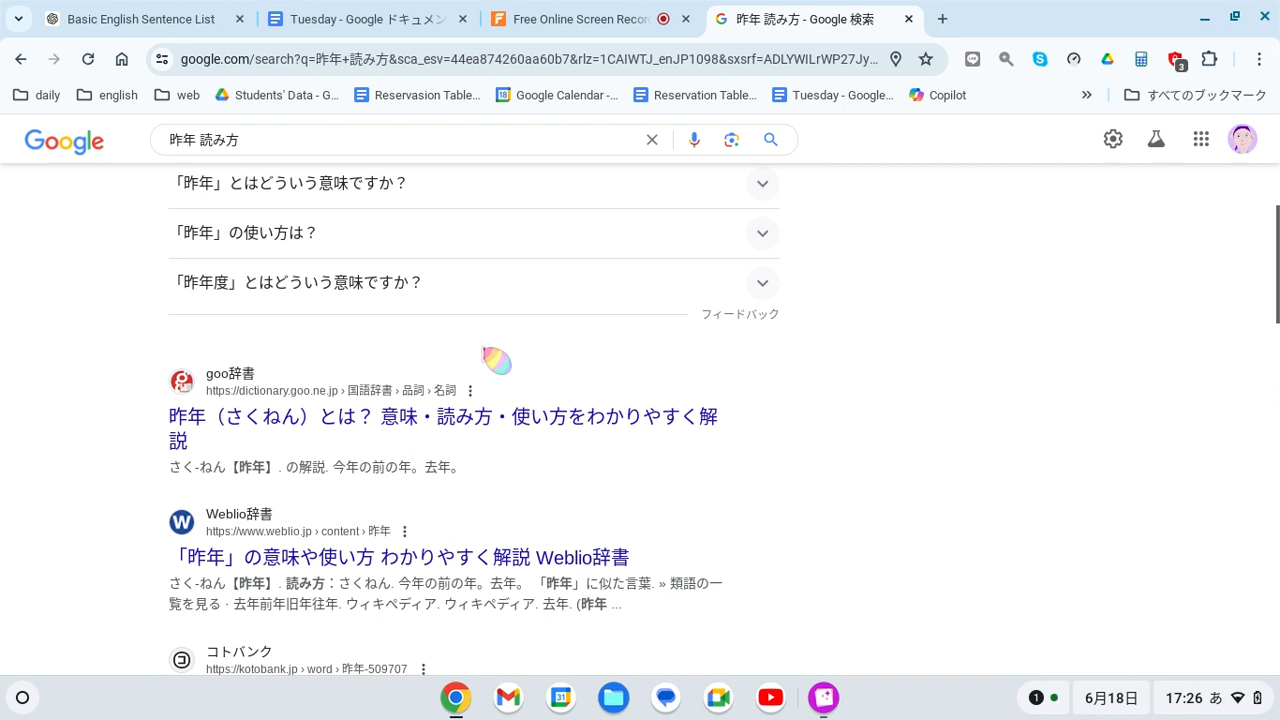 Basic English Sentence List
Tuesday - Google ドキュメン
Free Online Screen Recor
昨年 読み方 - Google 検索
google.com/search?q=昨年+読み方&sca_esv=44ea874260aa60b7&rlz=1CAIWTJ_enJP1098&sxsrf=ADLYWILrWP27Jy...
daily
english
web
Students' Data - G...
Reservasion Table...
Google Calendar -...
Reservation Table...
Tuesday - Google...
Copilot
すべてのブックマーク
3
Google
昨年 読み方
「昨年」とはどういう意味ですか？
「昨年」の使い方は？
「昨年度」とはどういう意味ですか？
フィードバック
goo辞書
https://dictionary.goo.ne.jp › 国語辞書 › 品詞 › 名詞
昨年（さくねん）とは？ 意味・読み方・使い方をわかりやすく解
説
さく‐ねん【昨年】. の解説. 今年の前の年。去年。
Weblio辞書
https://www.weblio.jp › content › 昨年
「昨年」の意味や使い方 わかりやすく解説 Weblio辞書
さく‐ねん【昨年】. 読み方：さくねん. 今年の前の年。去年。 「昨年」に似た言葉. » 類語の一
覧を見る · 去年前年旧年往年. ウィキペディア. ウィキペディア. 去年. (昨年 ...
コトバンク
https://kotobank.jp › word › 昨年-509707
31
1
6月18日
17:26 あ